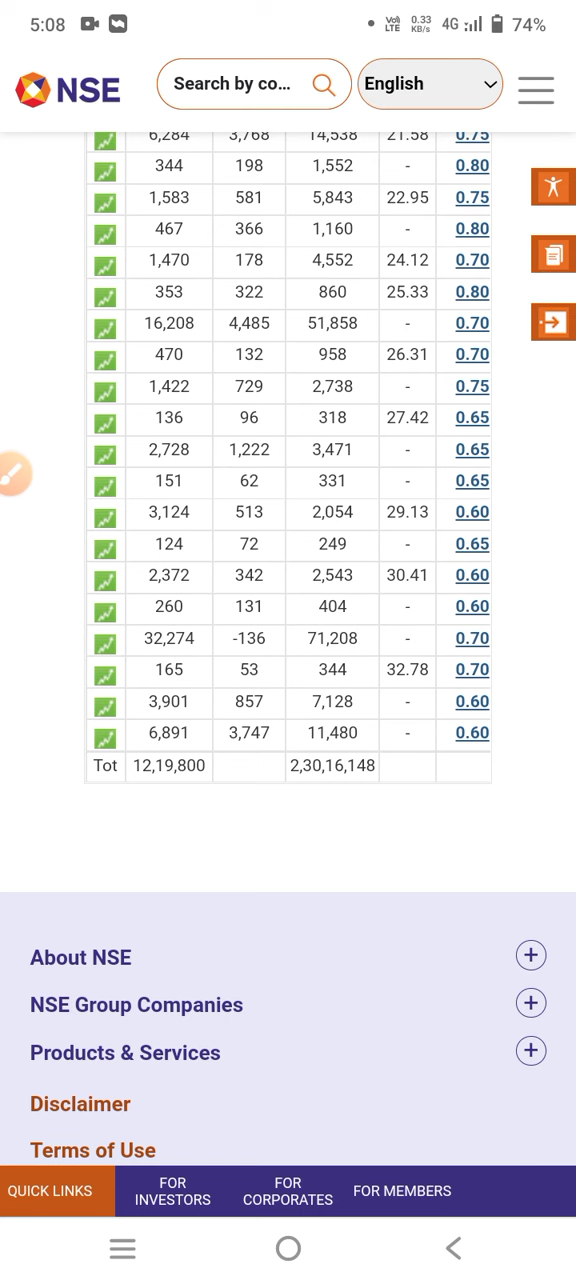 5:08 Vo) LTE 0.33 KB/s 4G 74%
NSE Search by co... English
6,284 3,768 14,538 21.58 0.75
344 198 1,552 - 0.80
1,583 581 5,843 22.95 0.75
467 366 1,160 - 0.80
1,470 178 4,552 24.12 0.70
353 322 860 25.33 0.80
16,208 4,485 51,858 - 0.70
470 132 958 26.31 0.70
1,422 729 2,738 - 0.75
136 96 318 27.42 0.65
2,728 1,222 3,471 - 0.65
151 62 331 - 0.65
3,124 513 2,054 29.13 0.60
124 72 249 - 0.65
2,372 342 2,543 30.41 0.60
260 131 404 - 0.60
32,274 -136 71,208 - 0.70
165 53 344 32.78 0.70
3,901 857 7,128 - 0.60
6,891 3,747 11,480 - 0.60
Tot 12,19,800 2,30,16,148
About NSE
NSE Group Companies
Products & Services
Disclaimer
Terms of Use
QUICK LINKS FOR INVESTORS FOR CORPORATES FOR MEMBERS